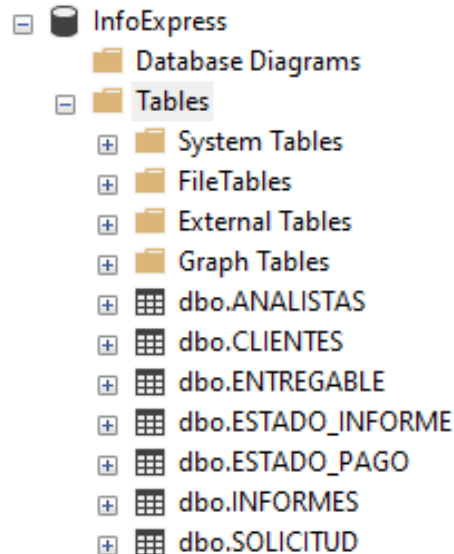 InfoExpress
Database Diagrams
Tables
System Tables
FileTables
External Tables
Graph Tables
dbo.ANALISTAS
dbo.CLIENTES
dbo.ENTREGABLE
dbo.ESTADO_INFORME
dbo.ESTADO_PAGO
dbo.INFORMES
dbo.SOLICITUD